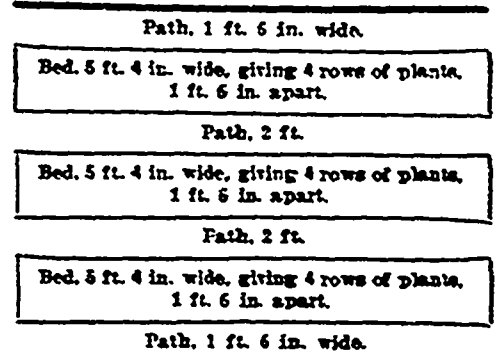 Path, 1 ft. 6 in. wide.
Bed, 5 ft. 4 in. wide, giving 4 rows of plants,
1 ft. 6 in. apart.
Path, 2 ft.
Bed, 5 ft. 4 in. wide, giving 4 rows of plants,
1 ft. 6 in. apart.
Path, 2 ft.
Bed, 5 ft. 4 in. wide, giving 4 rows of plants,
1 ft. 6 in. apart.
Path, 1 ft. 6 in. wide.